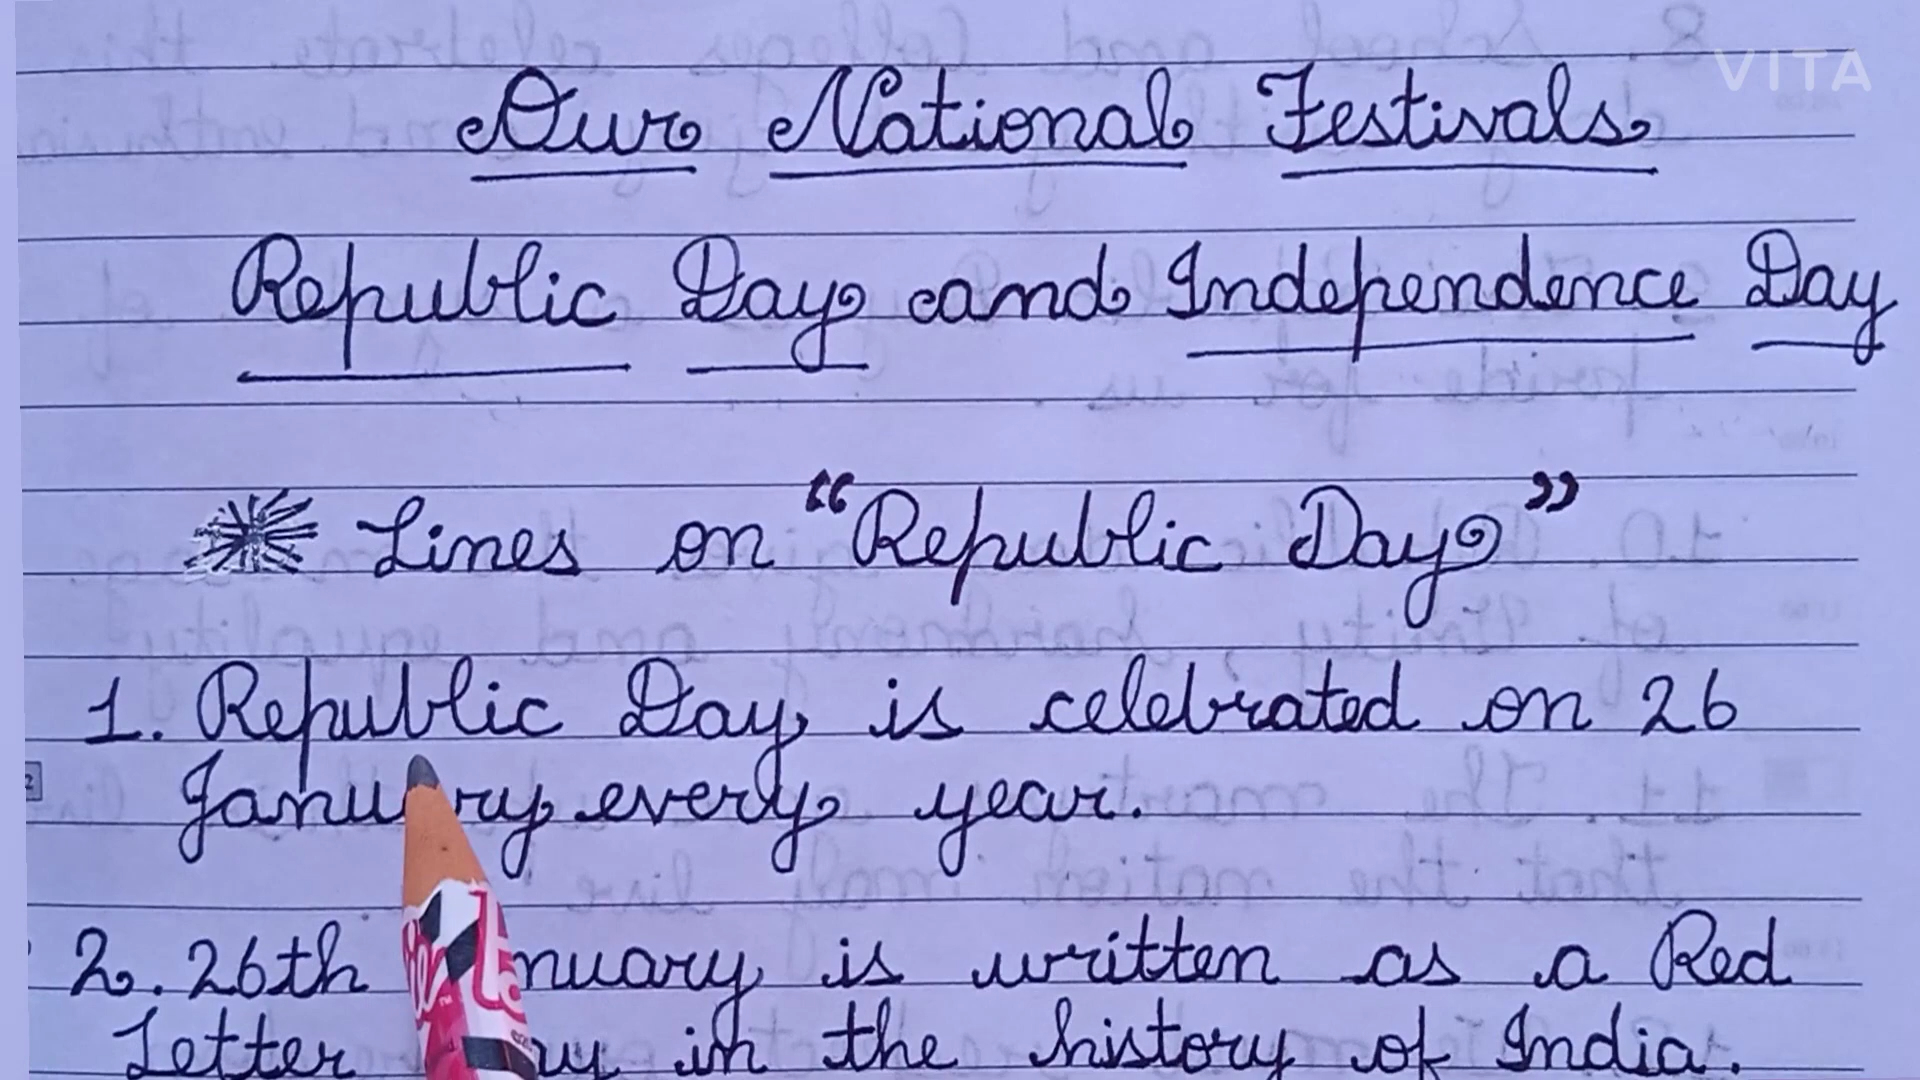 VITA
Our National Festivals
Republic Day and Independence Day
Lines on “Republic Day”
1. Republic Day is celebrated on 26
January every year.
2. 26th January is written as a Red
Letter in the history of India.